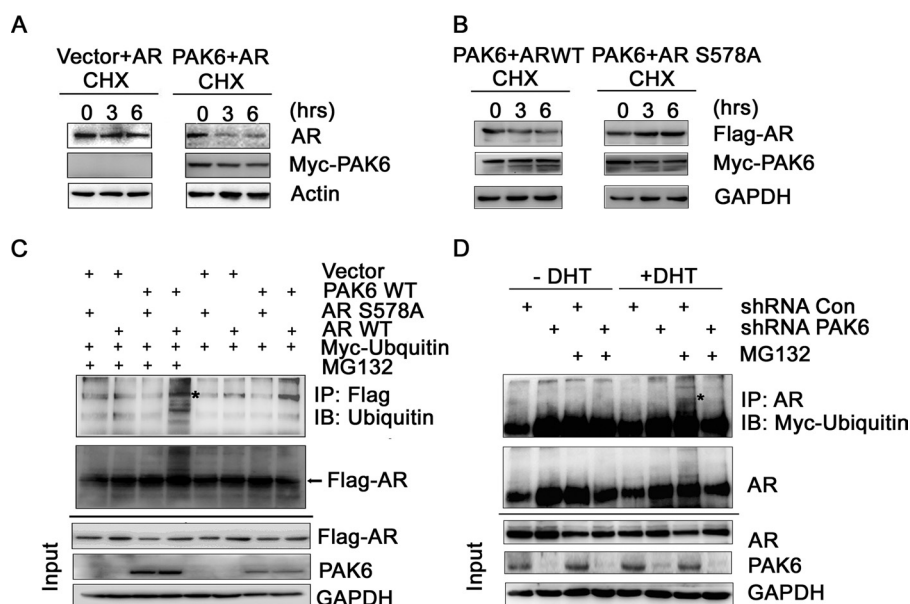 A
Vector+AR PAK6+AR
CHX CHX
0 3 6 0 3 6 (hrs)
AR
Myc-PAK6
Actin
B
PAK6+ARWT PAK6+AR S578A
CHX CHX
0 3 6 0 3 6 (hrs)
Flag-AR
Myc-PAK6
GAPDH
C
+ + + + Vector
+ + + + PAK6 WT
+ + + + AR S578A
+ + + + AR WT
+ + + + + + + + Myc-Ubquitin
+ + + + MG132
* IP: Flag
IB: Ubiquitin
Flag-AR
Input
Flag-AR
PAK6
GAPDH
D
- DHT +DHT
+ + + + shRNA Con
+ + + + shRNA PAK6
+ + + + MG132
* IP: AR
IB: Myc-Ubiquitin
AR
Input
AR
PAK6
GAPDH